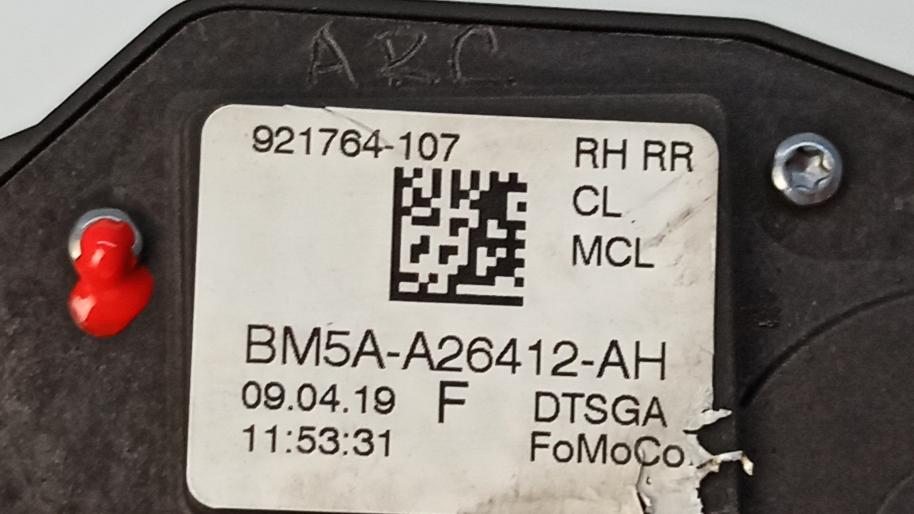 ARC
921764-107 RH RR
CL
MCL
BM5A-A26412-AH
09.04.19 F DTSGA
11:53:31 FoMoCo